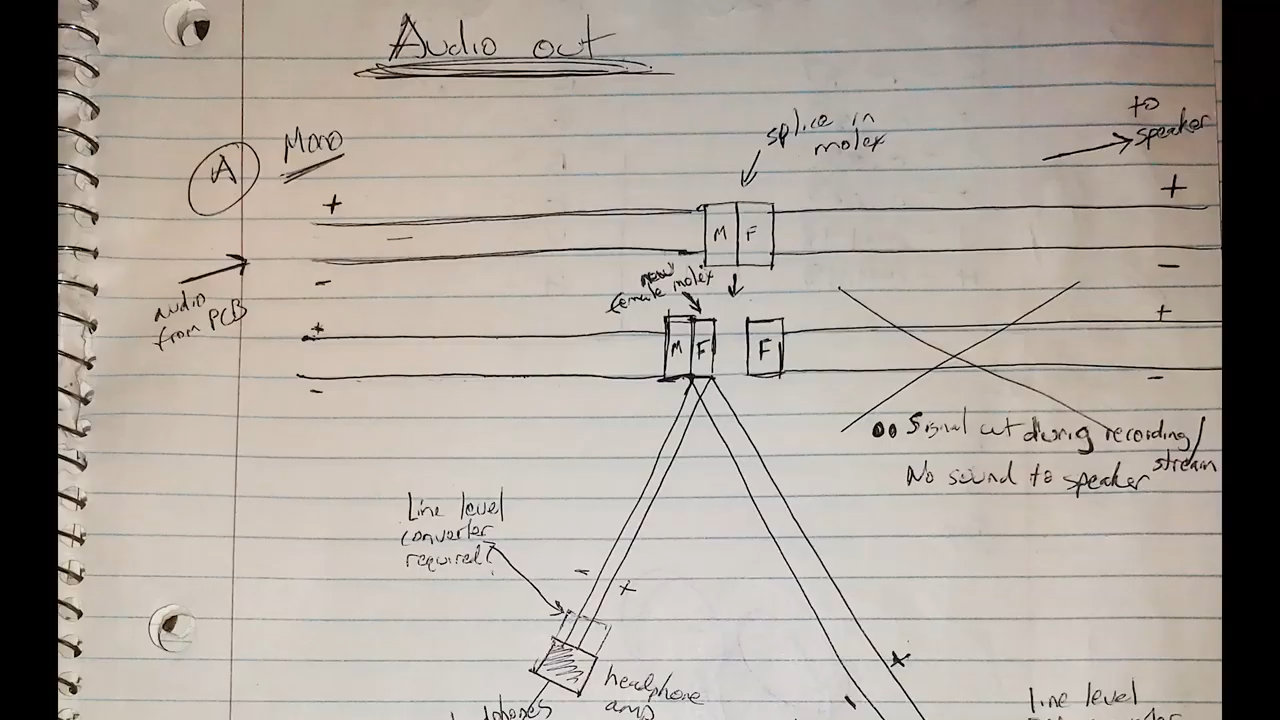 Audio out
to
speaker
splice in
molex
A
Mono
+
+
-
M F
-
-
new
female molex
audio
from PCB
+
+
M F F
-
-
Signal cut during recording/
stream
No sound to speaker
Line level
converter
required?
-
+
+
-
headphone
amp
line level